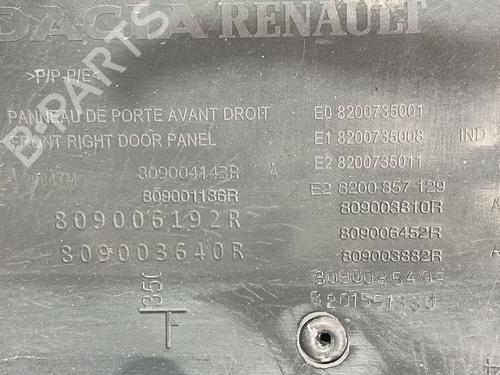 DACIA RENAULT
>P/P-P/E<
PANNEAU DE PORTE AVANT DROIT E0 8200735001
FRONT RIGHT DOOR PANEL E1 8200735008 IND
809004143R A E2 8200735011
809001186R E2 8200857129
809006192R 809003810R A
809003640R 809006452R
809003882R A
350
B-PARTS